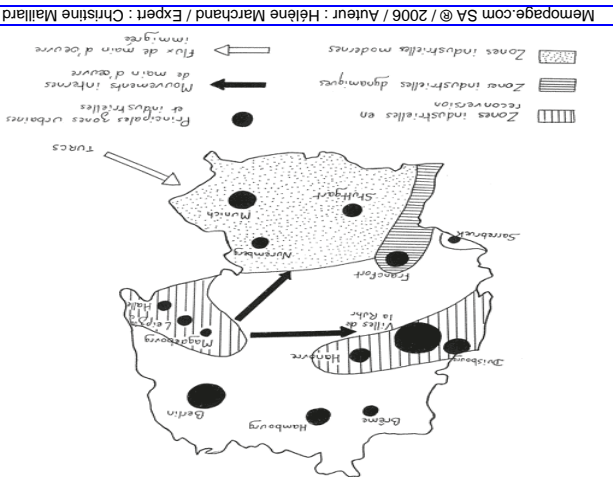 Brême
Hambourg
Berlin
Duisbourg
Hanovre
Magdebourg
Villes de
la Ruhr
Leipzig
Halle
Francfort
Sarrebruck
Nuremberg
Munich
Stuttgart
TURCS
Zones industrielles en
reconversion
Zones industrielles dynamiques
Zones industrielles modernes
Principales zones urbaines
et industrielles
Mouvements internes
de main d'œuvre
Flux de main d'oeuvre
immigrée
Memopage.com SA ® / 2006 / Auteur : Hélène Marchand / Expert : Christine Maillard